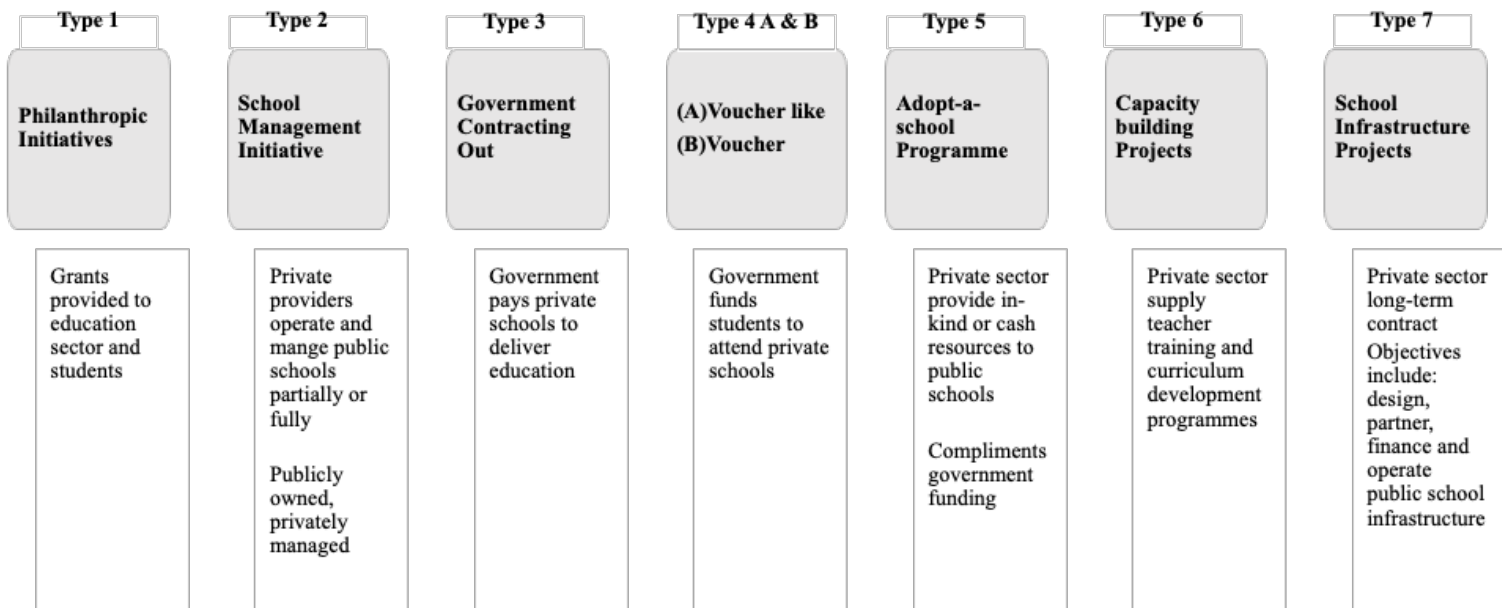 Type 1
Philanthropic
Initiatives
Grants
provided to
education
sector and
students
Type 2
School
Management
Initiative
Private
providers
operate and
mange public
schools
partially or
fully
Publicly
owned,
privately
managed
Type 3
Government
Contracting
Out
Government
pays private
schools to
deliver
education
Type 4 A & B
(A)Voucher like
(B)Voucher
Government
funds
students to
attend private
schools
Type 5
Adopt-a-
school
Programme
Private sector
provide in-
kind or cash
resources to
public
schools
Compliments
government
funding
Type 6
Capacity
building
Projects
Private sector
supply
teacher
training and
curriculum
development
programmes
Type 7
School
Infrastructure
Projects
Private sector
long-term
contract
Objectives
include:
design,
partner,
finance and
operate
public school
infrastructure